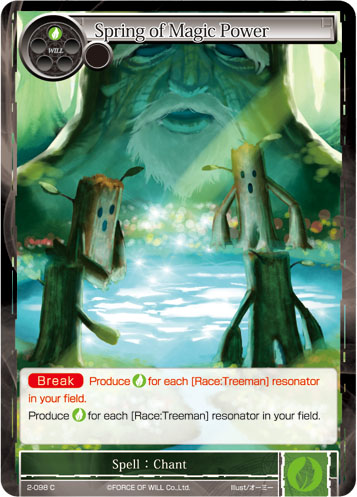 Spring of Magic Power
WILL
Break Produce for each [Race:Treeman] resonator
in your field.
Produce for each [Race:Treeman] resonator in your field.
Spell : Chant
2-098 C ©FORCE OF WILL Co.,Ltd. Illust/オーミー